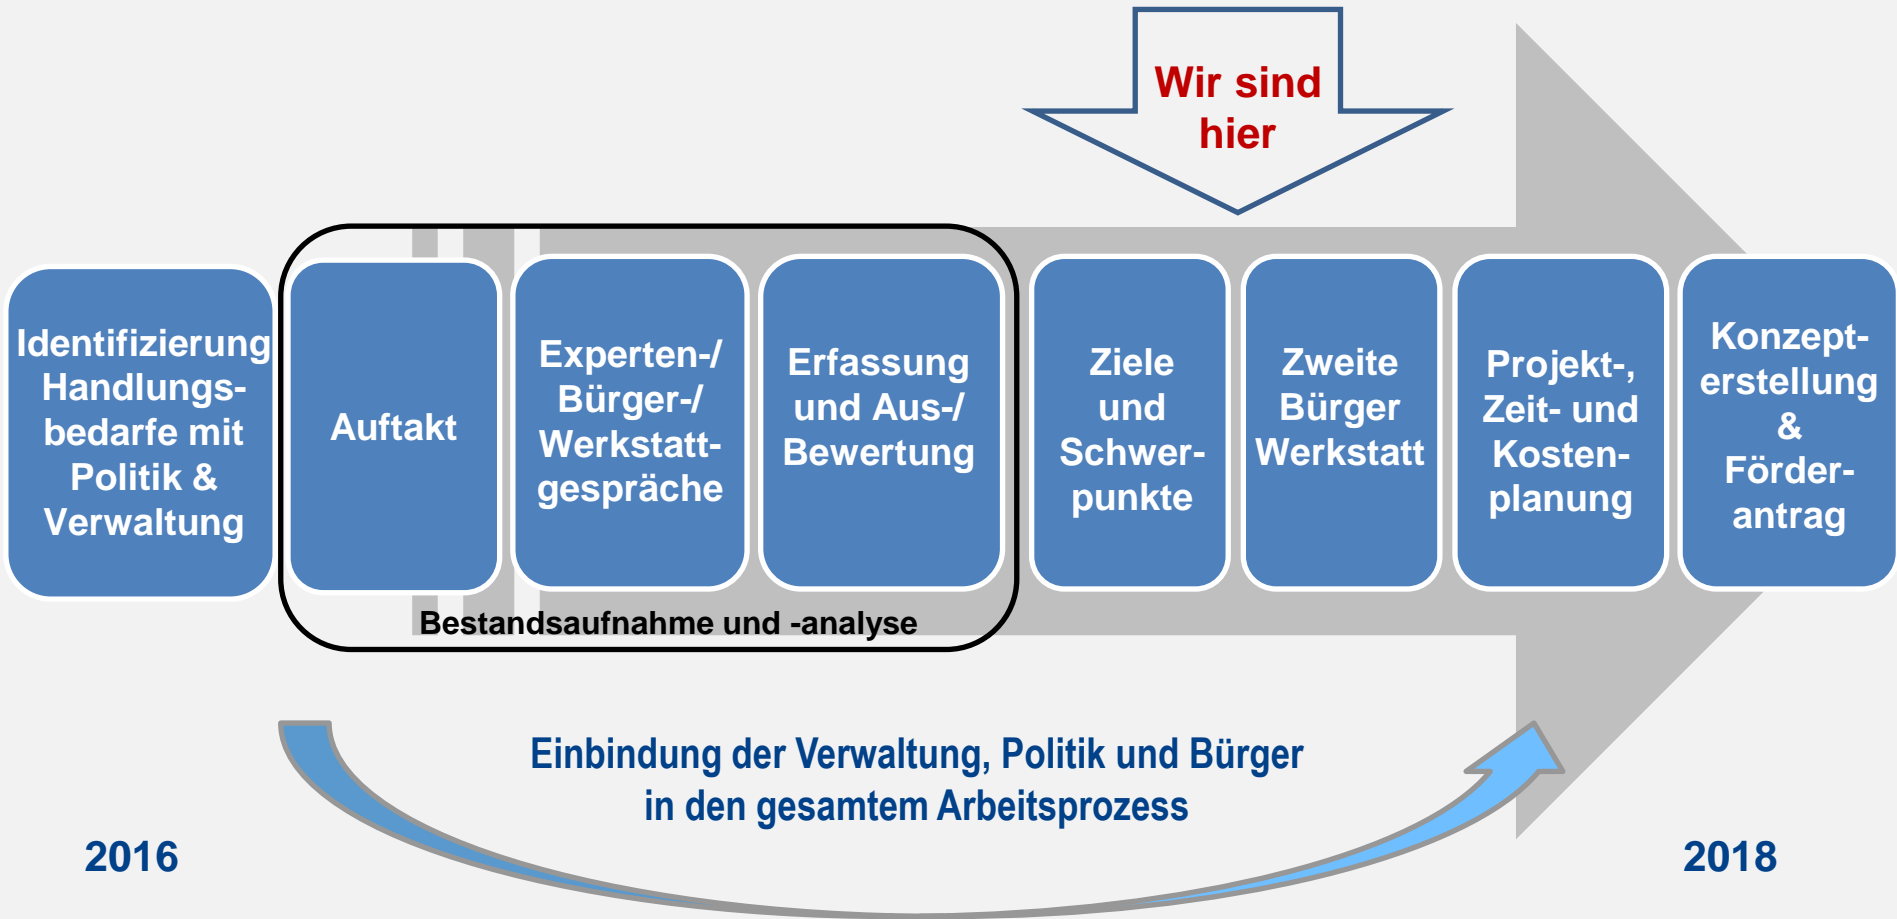 Wir sind
hier
Identifizierung
Handlungs-
bedarfe mit
Politik &
Verwaltung
Auftakt
Experten-/
Bürger-/
Werkstatt-
gespräche
Erfassung
und Aus-/
Bewertung
Ziele
und
Schwer-
punkte
Zweite
Bürger
Werkstatt
Projekt-,
Zeit- und
Kosten-
planung
Konzept-
erstellung
&
Förder-
antrag
Bestandsaufnahme und -analyse
Einbindung der Verwaltung, Politik und Bürger
in den gesamtem Arbeitsprozess
2016
2018